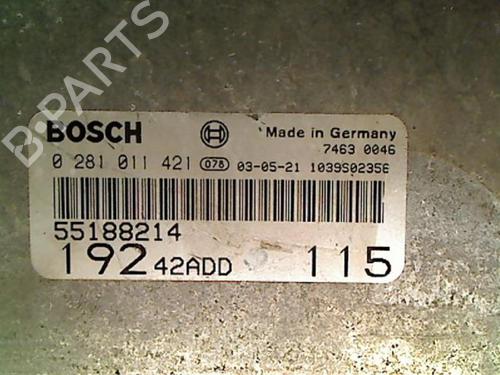 B-PARTS
BOSCH
Made in Germany
7463 0046
0 281 011 421 078 03-05-21 1039S02356
55188214
192 42ADD 115